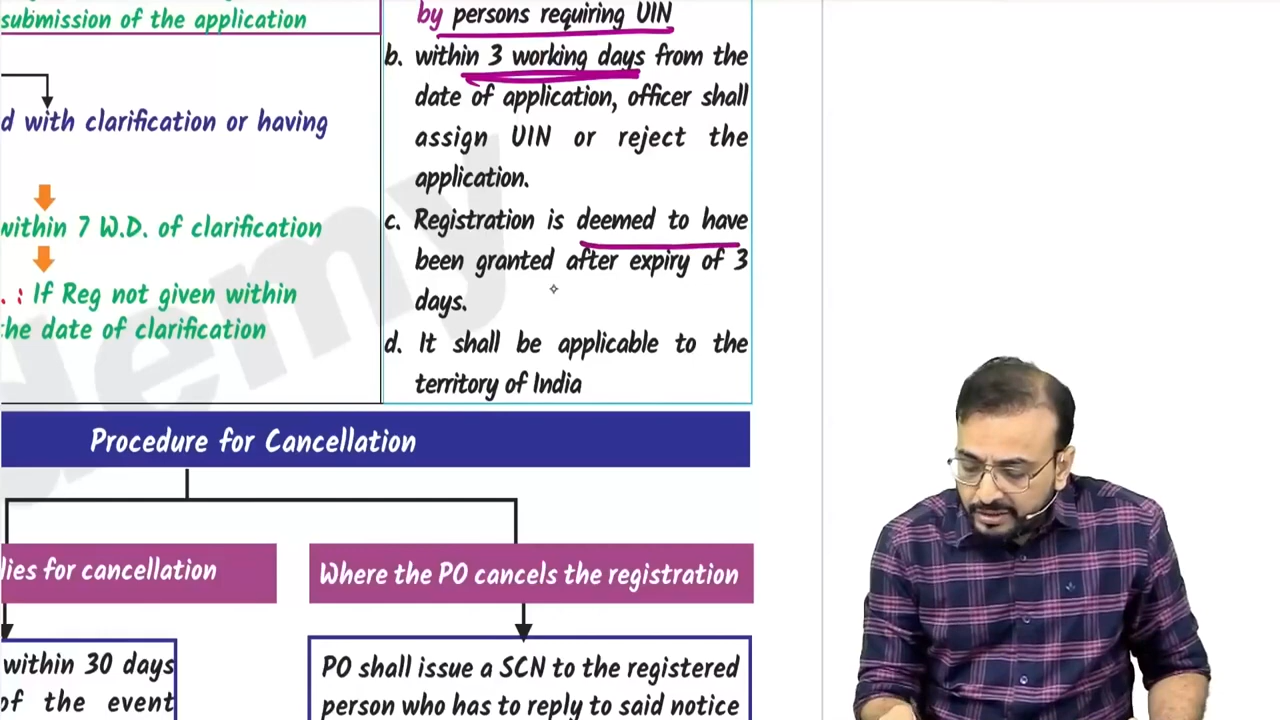 submission of the application
d with clarification or having
within 7 W.D. of clarification
. : If Reg not given within
the date of clarification
by persons requiring UIN
b. within 3 working days from the
date of application, officer shall
assign UIN or reject the
application.
c. Registration is deemed to have
been granted after expiry of 3
days.
d. It shall be applicable to the
territory of India
Procedure for Cancellation
lies for cancellation
Where the PO cancels the registration
within 30 days
of the event
PO shall issue a SCN to the registered
person who has to reply to said notice